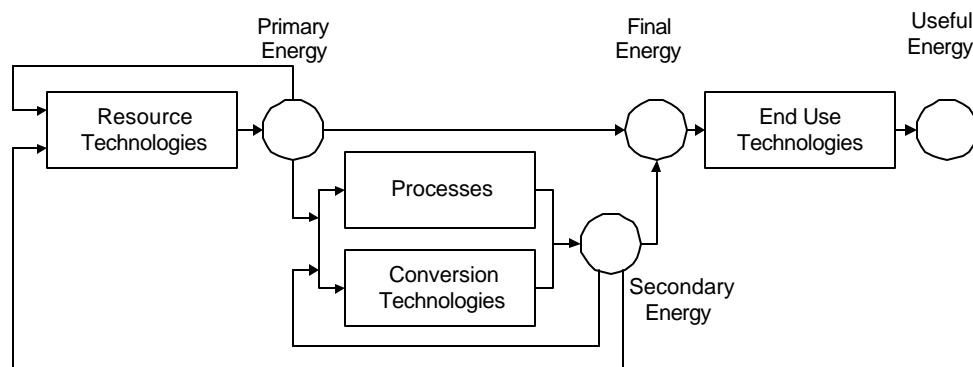 Primary
Energy
Final
Energy
Useful
Energy
Resource
Technologies
End Use
Technologies
Processes
Conversion
Technologies
Secondary
Energy